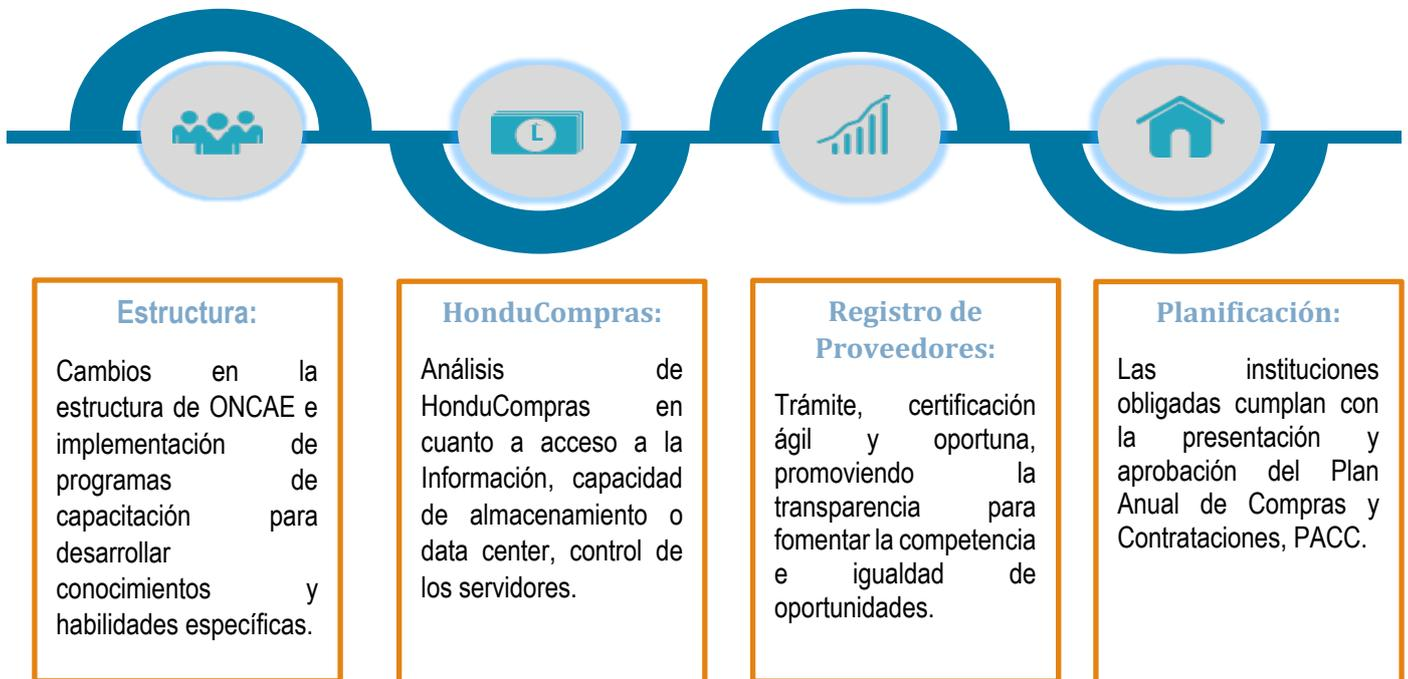 L
Estructura:
Cambios en la
estructura de ONCAE e
implementación de
programas de
capacitación para
desarrollar
conocimientos y
habilidades específicas.
HonduCompras:
Análisis de
HonduCompras en
cuanto a acceso a la
Información, capacidad
de almacenamiento o
data center, control de
los servidores.
Registro de
Proveedores:
Trámite, certificación
ágil y oportuna,
promoviendo la
transparencia para
fomentar la competencia
e igualdad de
oportunidades.
Planificación:
Las instituciones
obligadas cumplan con
la presentación y
aprobación del Plan
Anual de Compras y
Contrataciones, PACC.